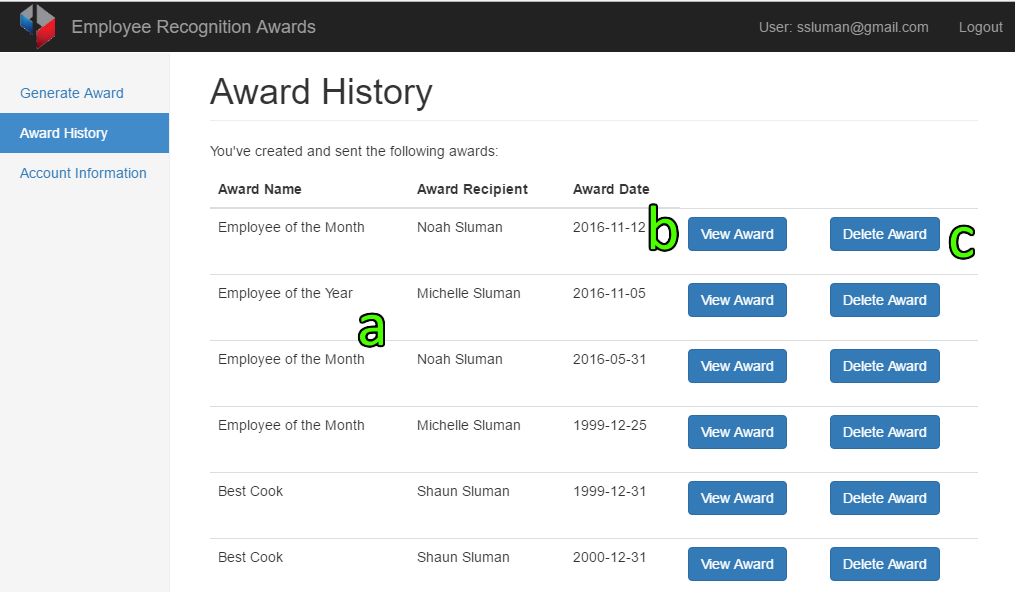 Employee Recognition Awards User: ssluman@gmail.com Logout
Generate Award
Award History
Account Information
Award History
You've created and sent the following awards:
Award Name Award Recipient Award Date
Employee of the Month Noah Sluman 2016-11-12 b View Award Delete Award c
Employee of the Year Michelle Sluman 2016-11-05 View Award Delete Award
a
Employee of the Month Noah Sluman 2016-05-31 View Award Delete Award
Employee of the Month Michelle Sluman 1999-12-25 View Award Delete Award
Best Cook Shaun Sluman 1999-12-31 View Award Delete Award
Best Cook Shaun Sluman 2000-12-31 View Award Delete Award